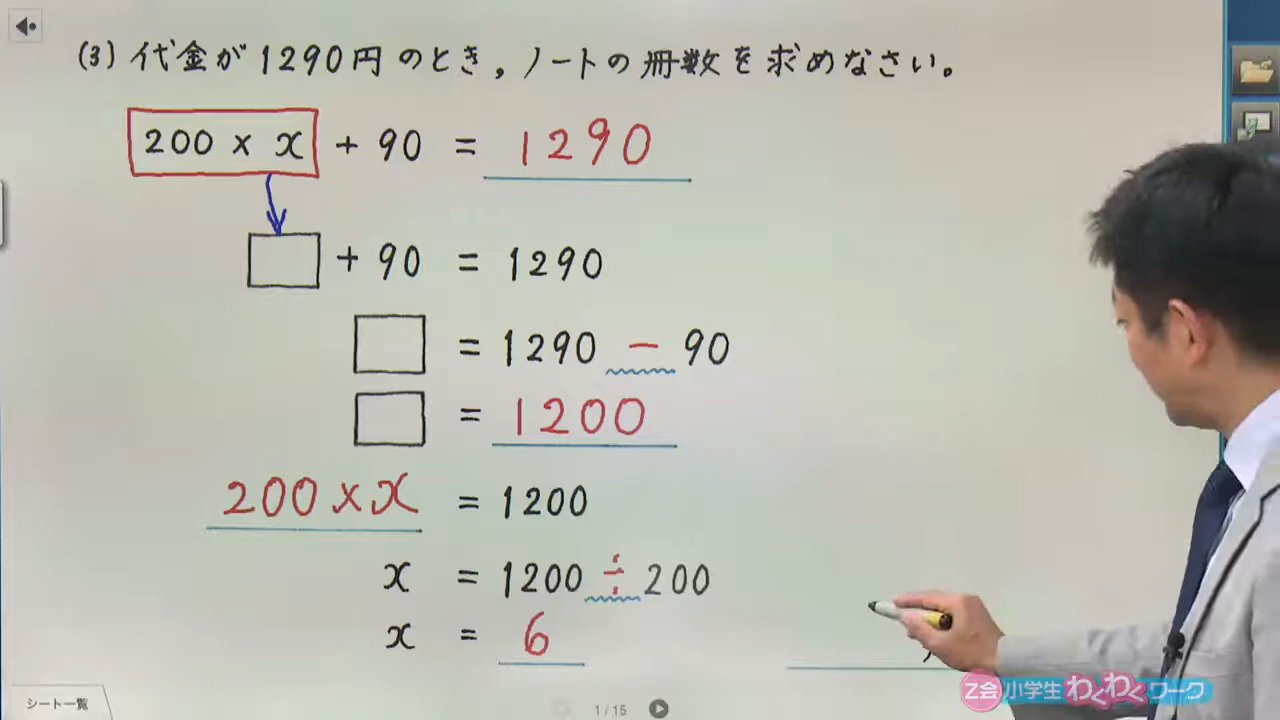 (3) 代金が1290円のとき，ノートの冊数を求めなさい。
200 × x + 90 = 1290
□ + 90 = 1290
□ = 1290 － 90
□ = 1200
200 × x = 1200
x = 1200 ÷ 200
x = 6
Z会 小学生 わくわく ワーク
シート一覧
1 / 15